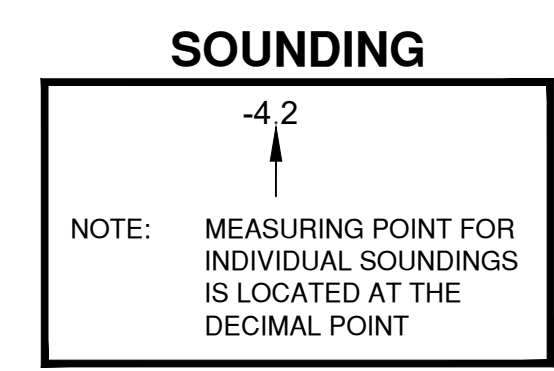 SOUNDING
-4.2
NOTE: MEASURING POINT FOR
INDIVIDUAL SOUNDINGS
IS LOCATED AT THE
DECIMAL POINT